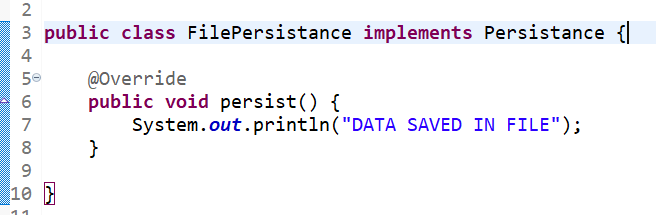 2
3 public class FilePersistance implements Persistance {
4
5 @Override
6 public void persist() {
7 System.out.println("DATA SAVED IN FILE");
8 }
9
10 }
11